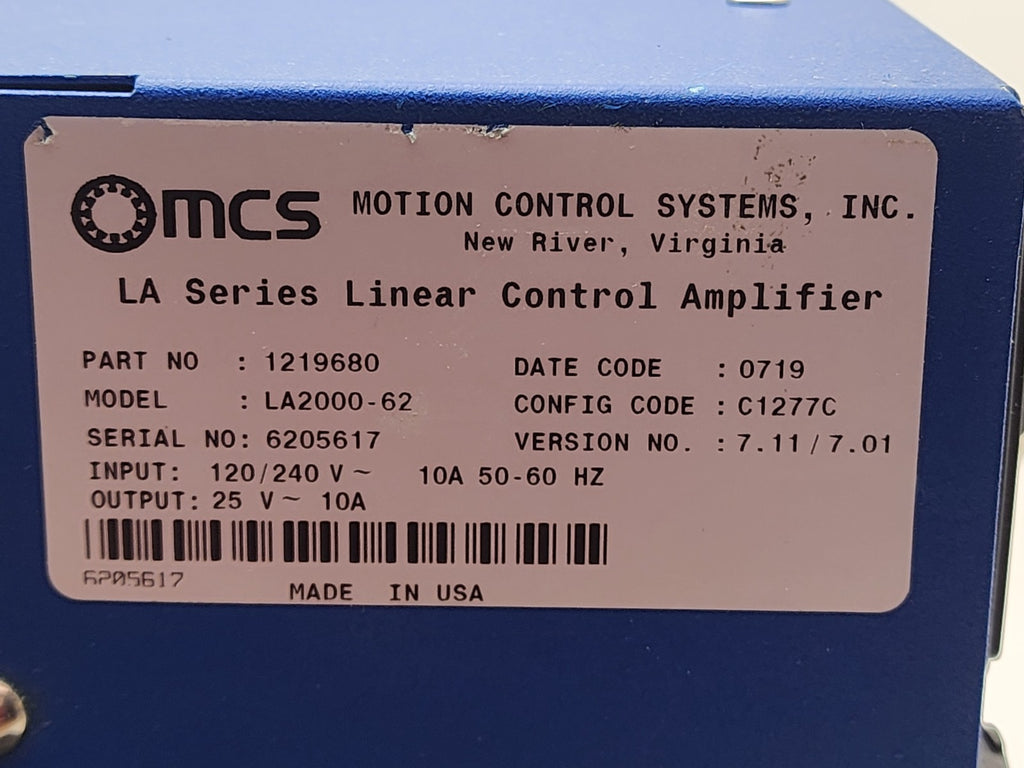 mcs MOTION CONTROL SYSTEMS, INC.
New River, Virginia
LA Series Linear Control Amplifier
PART NO : 1219680 DATE CODE : 0719
MODEL : LA2000-62 CONFIG CODE : C1277C
SERIAL NO: 6205617 VERSION NO. : 7.11/7.01
INPUT: 120/240 V ~ 10A 50-60 HZ
OUTPUT: 25 V ~ 10A
6205617
MADE IN USA